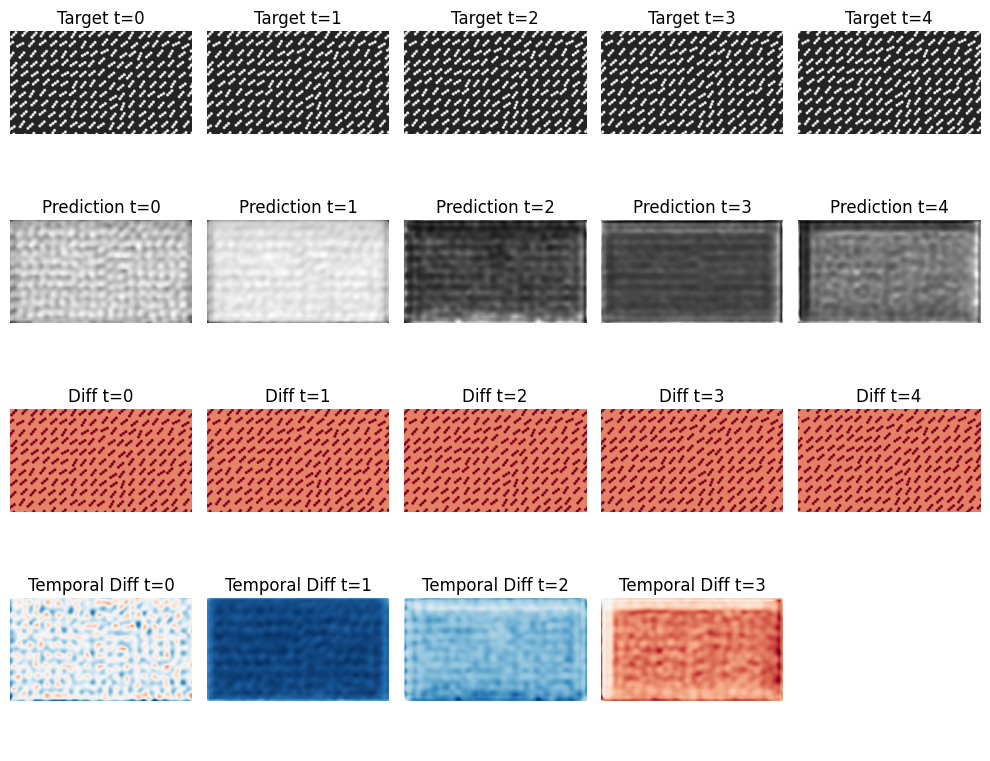 Target t=0 Target t=1 Target t=2 Target t=3 Target t=4
Prediction t=0 Prediction t=1 Prediction t=2 Prediction t=3 Prediction t=4
Diff t=0 Diff t=1 Diff t=2 Diff t=3 Diff t=4
Temporal Diff t=0 Temporal Diff t=1 Temporal Diff t=2 Temporal Diff t=3